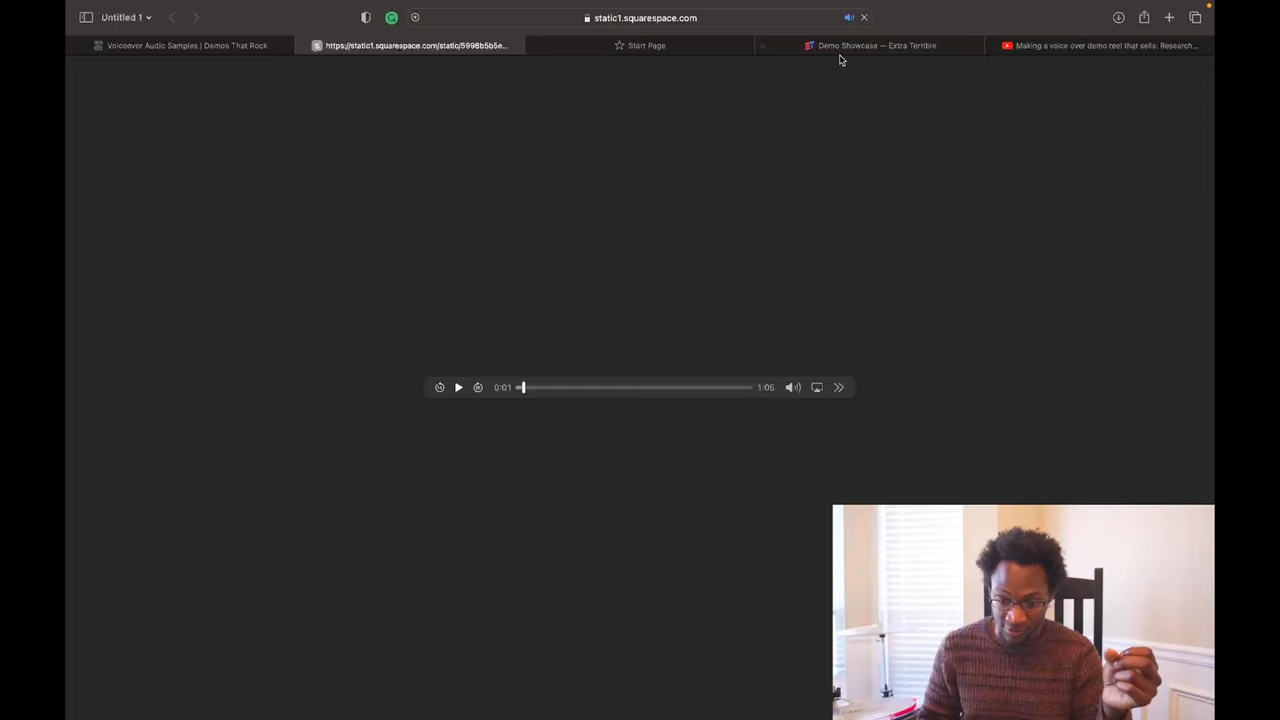 Untitled 1
static1.squarespace.com
Voiceover Audio Samples | Demos That Rock
https://static1.squarespace.com/static/5998b5b5e...
Start Page
Demo Showcase — Extra Terrible
Making a voice over demo reel that sells: Research...
0:01
1:05